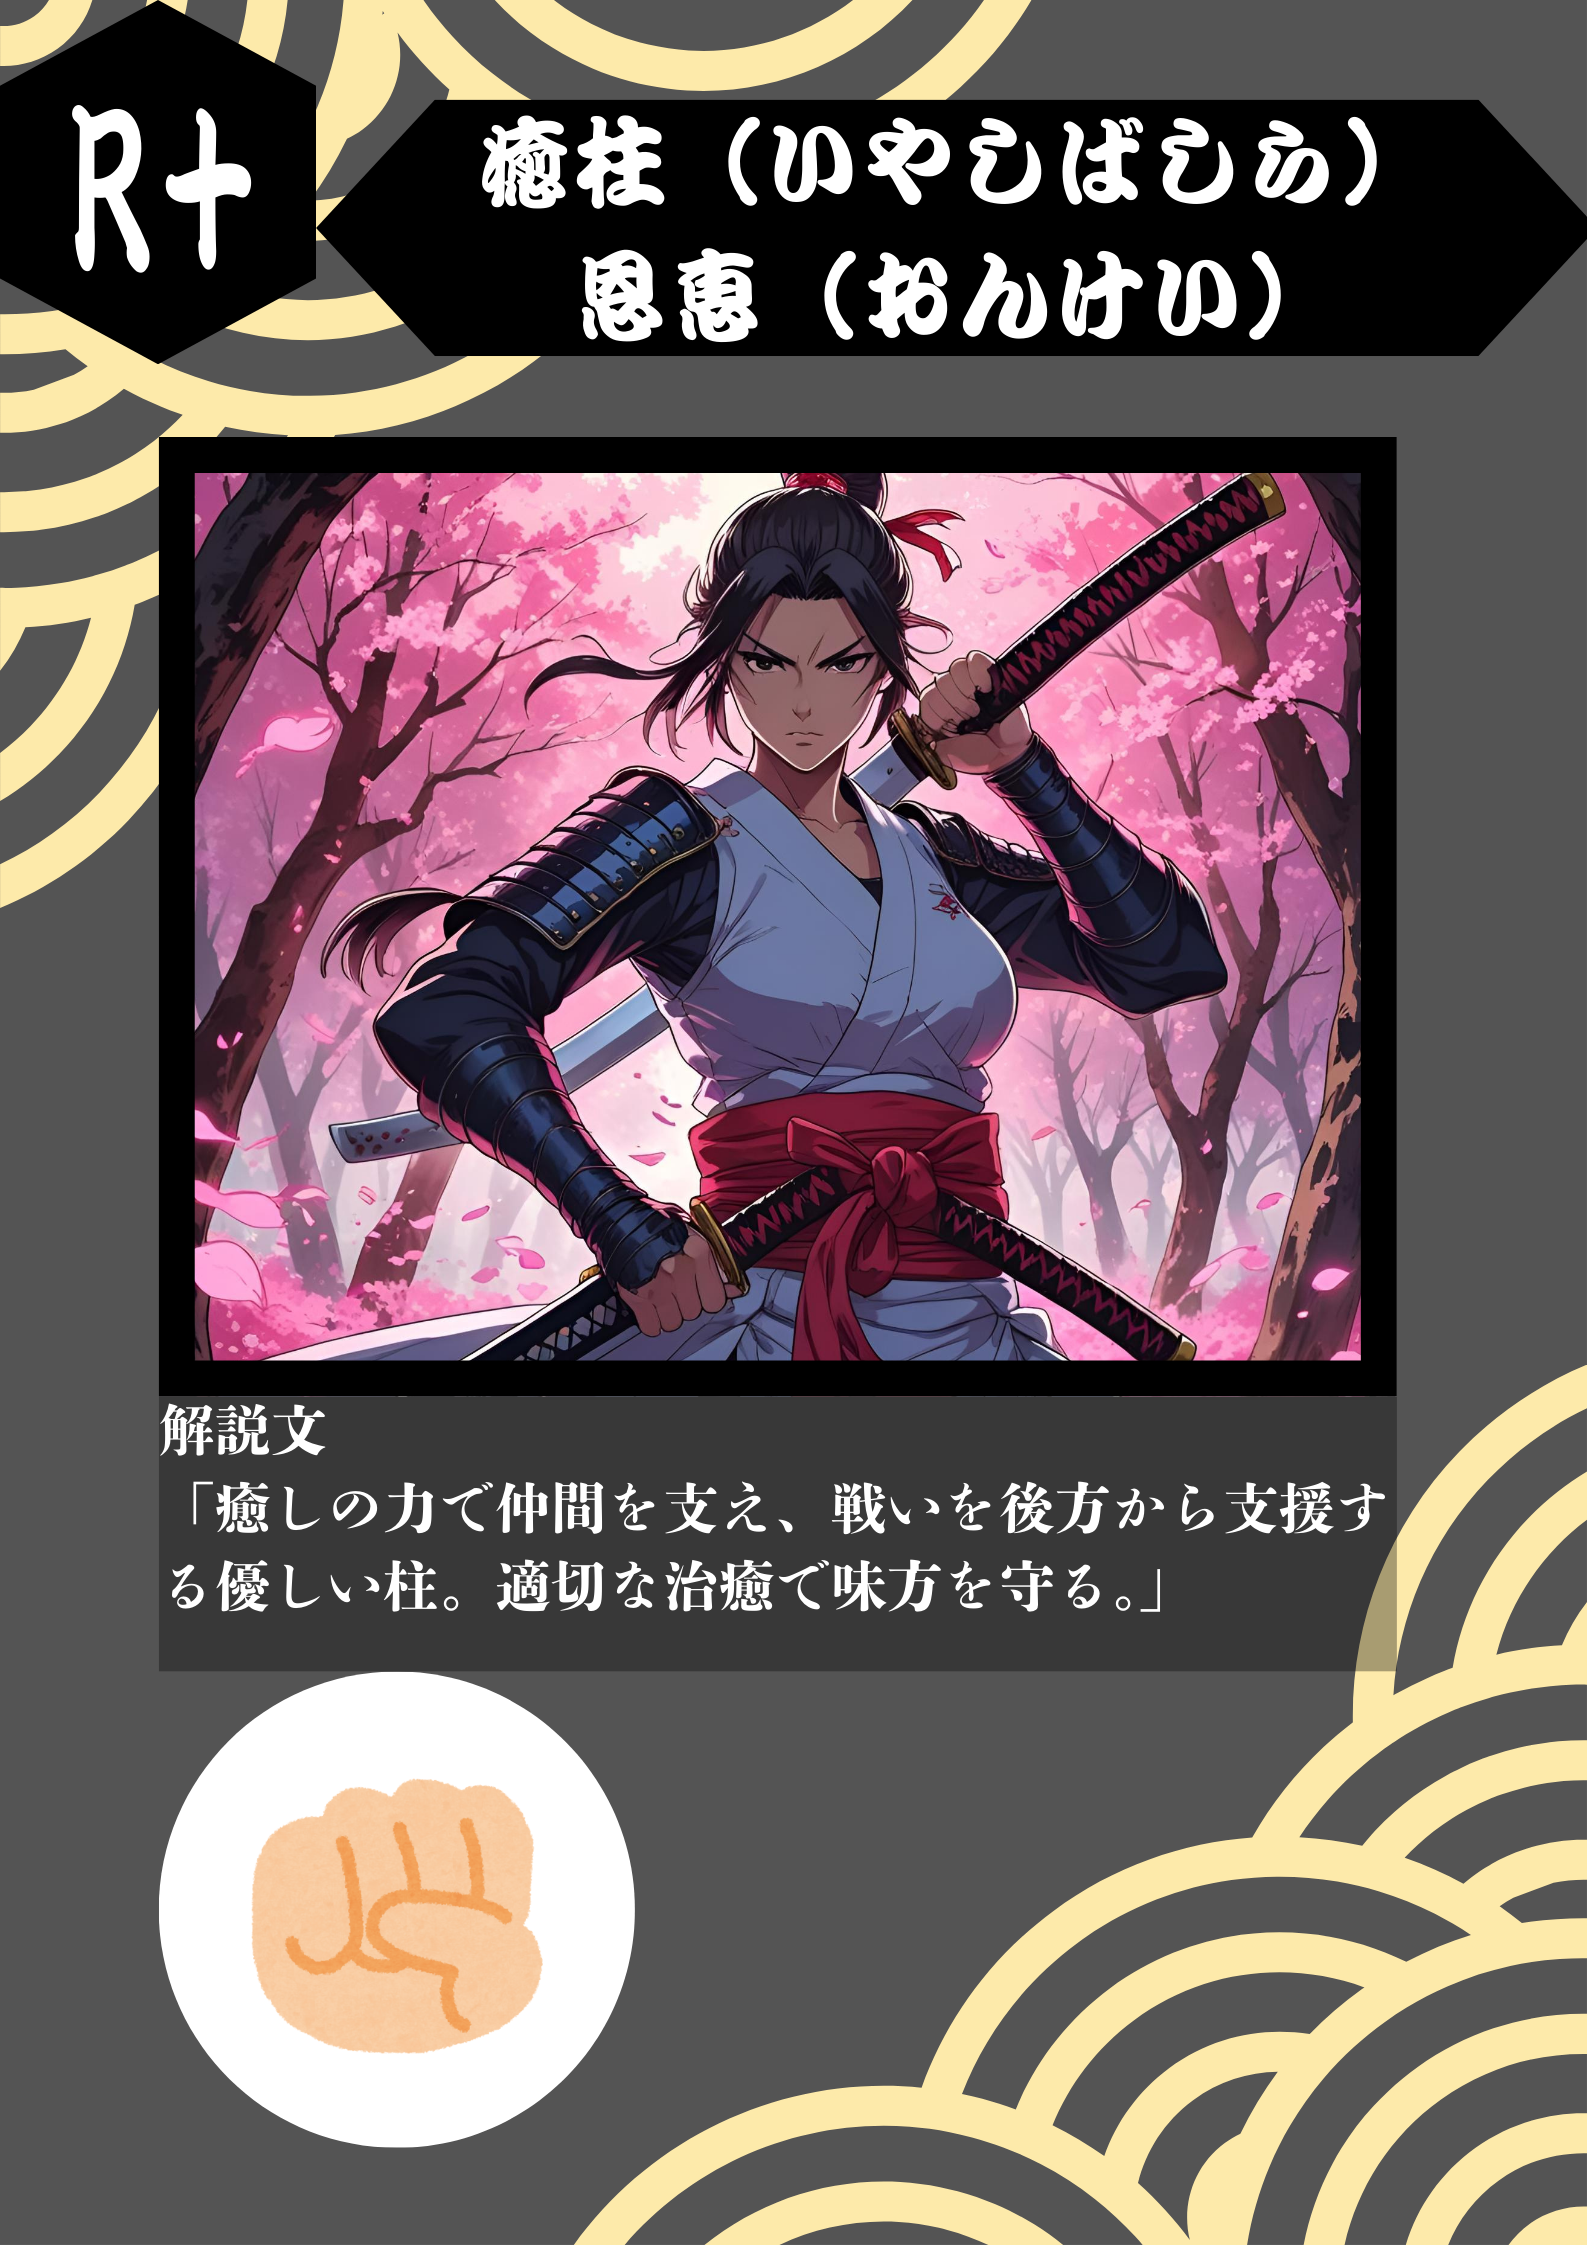 R+
癒柱（いやしばしら）
恩恵（おんけい）
解説文
「癒しの力で仲間を支え、戦いを後方から支援す
る優しい柱。適切な治癒で味方を守る。」